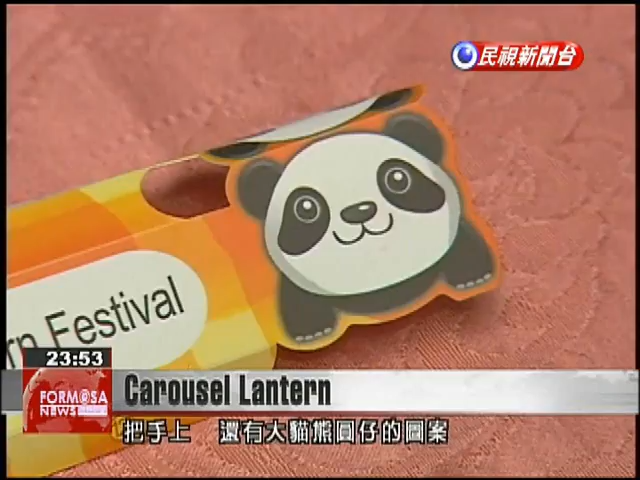 民視新聞台
rn Festival
23:53
FORMOSA
NEWS
Carousel Lantern
把手上 還有大貓熊圓仔的圖案